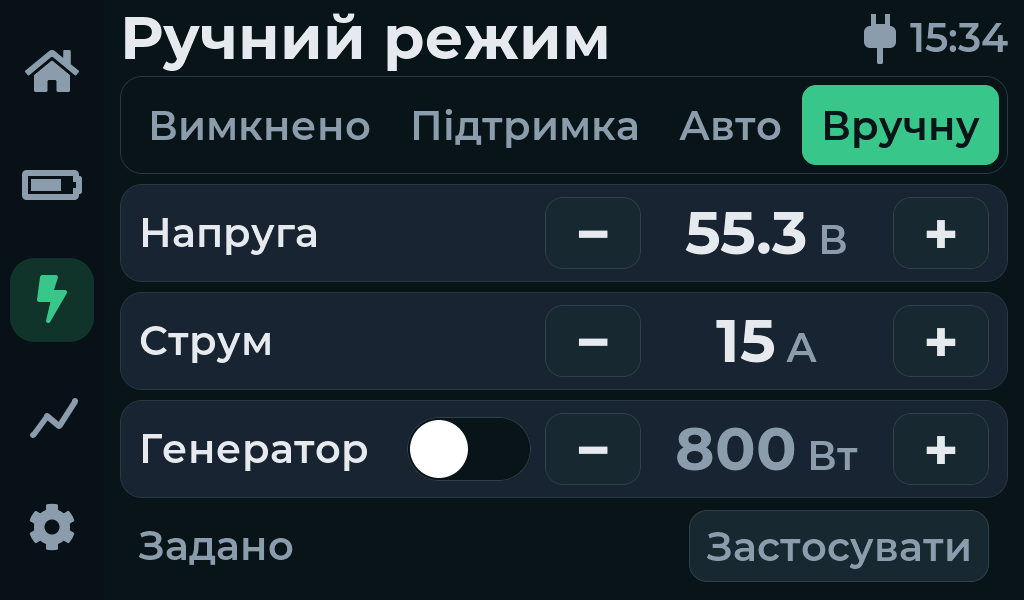 Ручний режим 15:34
Вимкнено Підтримка Авто Вручну
Напруга − 55.3 В +
Струм − 15 А +
Генератор − 800 Вт +
Задано Застосувати